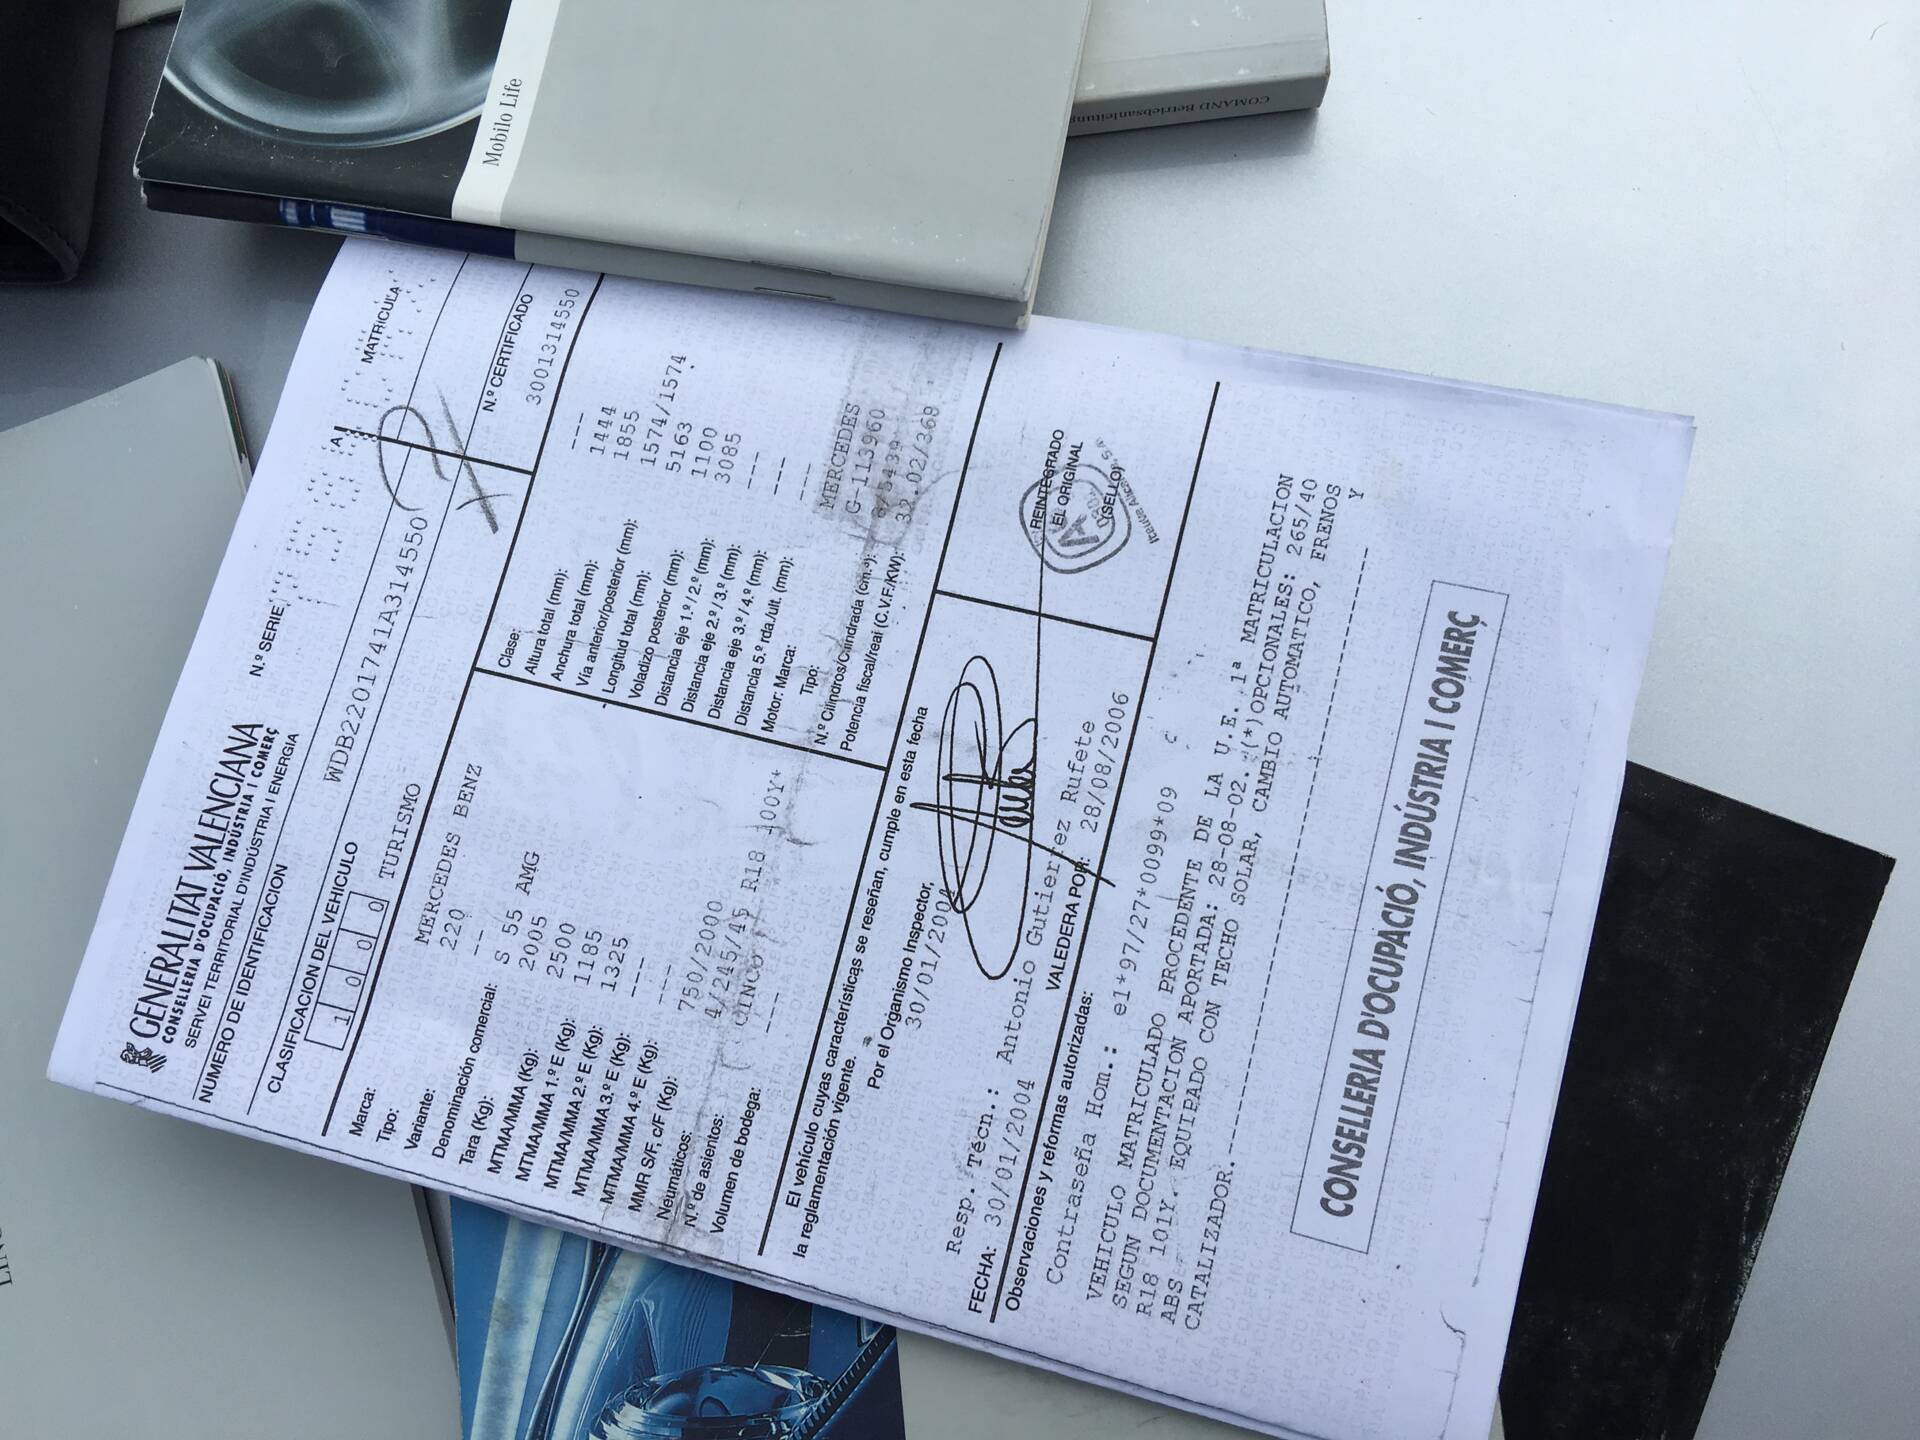 Mobilo Life
COMAND Betriebsanleitung
GENERALITAT VALENCIANA
CONSELLERIA D'OCUPACIÓ, INDÚSTRIA I COMERÇ
SERVEI TERRITORIAL D'INDÚSTRIA I ENERGIA
N.º SERIE
A
MATRICULA
NUMERO DE IDENTIFICACION
WDB2201741A314550
CLASIFICACION DEL VEHICULO
N.º CERTIFICADO
1 0 0 0 TURISMO
3001314550
Marca: MERCEDES BENZ
Tipo: 220
Variante: --
Denominación comercial: S 55 AMG
Tara (Kg): 2005
MTMA/MMA (Kg): 2500
MTMA/MMA 1.º E (Kg): 1185
MTMA/MMA 2.º E (Kg): 1325
MTMA/MMA 3.º E (Kg): ---
MTMA/MMA 4.º E (Kg): ---
MMR S/F, c/F (Kg): 750/2000
Neumáticos: 4/245/45 R18 100Y*
N.º de asientos: CINCO
Volumen de bodega: ---
Clase: ---
Altura total (mm): 1444
Anchura total (mm): 1855
Vía anterior/posterior (mm): 1574/1574
Longitud total (mm): 5163
Voladizo posterior (mm): 1100
Distancia eje 1.º/2.º (mm): 3085
Distancia eje 2.º/3.º (mm): ---
Distancia eje 3.º/4.º (mm): ---
Distancia 5.ª rda./ult. (mm): ---
Motor: Marca: MERCEDES
Tipo: G-113960
N.º Cilindros/Cilindrada (cm.³): 8/5439
Potencia fiscal/real (C.V.F./KW): 32.02/368
El vehículo cuyas características se reseñan, cumple en esta fecha
la reglamentación vigente.
Por el Organismo Inspector,
30/01/2004
Resp. Técn.: Antonio Gutierrez Rufete
FECHA: 30/01/2004 VALEDERA POR: 28/08/2006
REINTEGRADO
EL ORIGINAL
(SELLO)
Observaciones y reformas autorizadas:
Contraseña Hom.: e1*97/27*0099*09
VEHICULO MATRICULADO PROCEDENTE DE LA U.E. 1ª MATRICULACION
SEGUN DOCUMENTACION APORTADA: 28-08-02. (*)OPCIONALES: 265/40
R18 101Y. EQUIPADO CON TECHO SOLAR, CAMBIO AUTOMATICO, FRENOS
ABS Y
CATALIZADOR.
CONSELLERIA D'OCUPACIÓ, INDÚSTRIA I COMERÇ